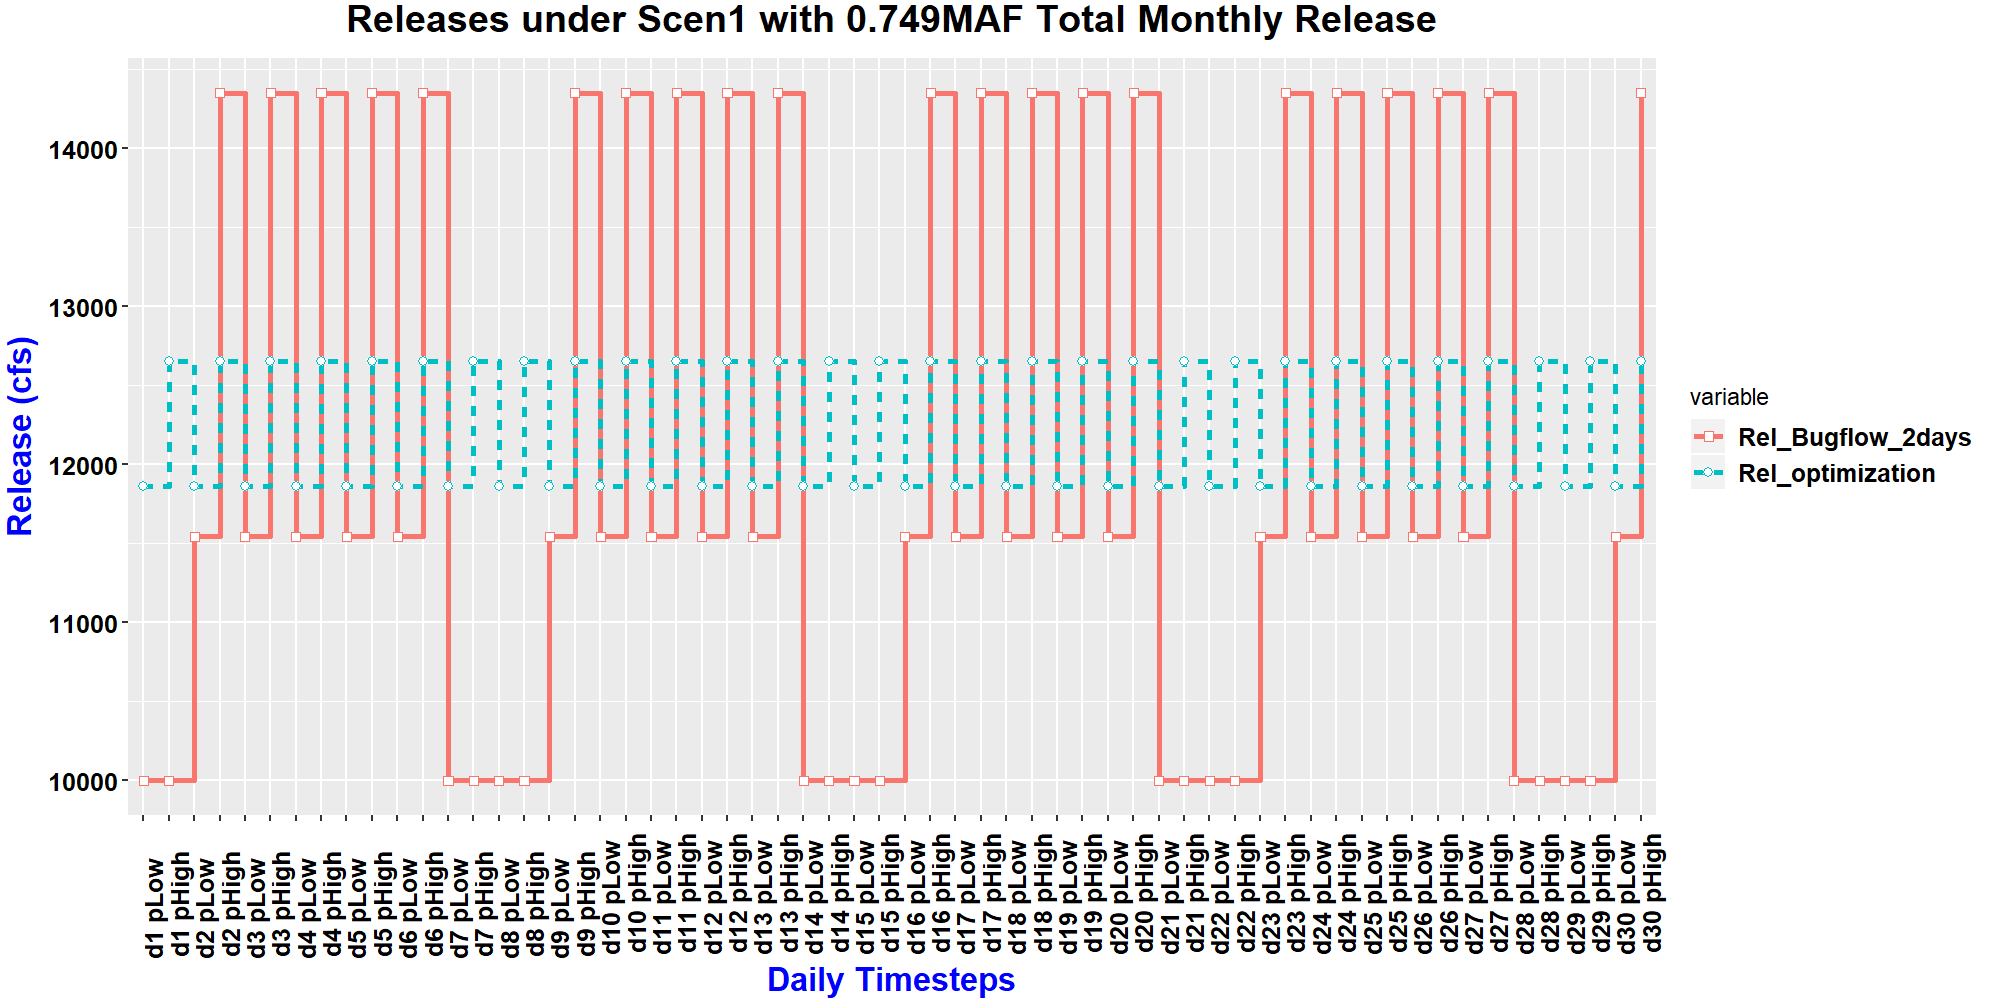 Releases under Scen1 with 0.749MAF Total Monthly Release
Release (cfs)
14000
13000
12000
11000
10000
d1 pLow
d1 pHigh
d2 pLow
d2 pHigh
d3 pLow
d3 pHigh
d4 pLow
d4 pHigh
d5 pLow
d5 pHigh
d6 pLow
d6 pHigh
d7 pLow
d7 pHigh
d8 pLow
d8 pHigh
d9 pLow
d9 pHigh
d10 pLow
d10 pHigh
d11 pLow
d11 pHigh
d12 pLow
d12 pHigh
d13 pLow
d13 pHigh
d14 pLow
d14 pHigh
d15 pLow
d15 pHigh
d16 pLow
d16 pHigh
d17 pLow
d17 pHigh
d18 pLow
d18 pHigh
d19 pLow
d19 pHigh
d20 pLow
d20 pHigh
d21 pLow
d21 pHigh
d22 pLow
d22 pHigh
d23 pLow
d23 pHigh
d24 pLow
d24 pHigh
d25 pLow
d25 pHigh
d26 pLow
d26 pHigh
d27 pLow
d27 pHigh
d28 pLow
d28 pHigh
d29 pLow
d29 pHigh
d30 pLow
d30 pHigh
Daily Timesteps
variable
Rel_Bugflow_2days
Rel_optimization